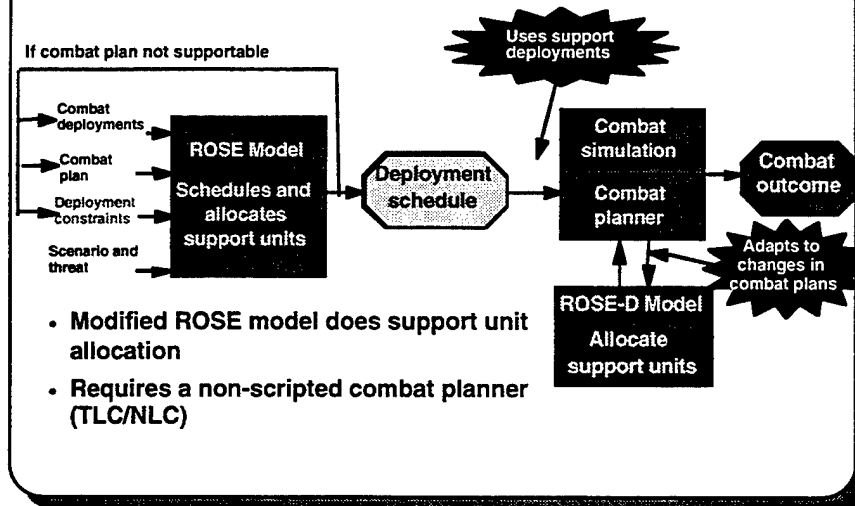 Uses support
deployments
If combat plan not supportable
Combat
deployments
Combat
plan
Deployment
constraints
Scenario and
threat
ROSE Model
Schedules and
allocates
support units
Deployment
schedule
Combat
simulation
Combat
planner
Combat
outcome
Adapts to
changes in
combat plans
ROSE-D Model
Allocate
support units
• Modified ROSE model does support unit
allocation
• Requires a non-scripted combat planner
(TLC/NLC)